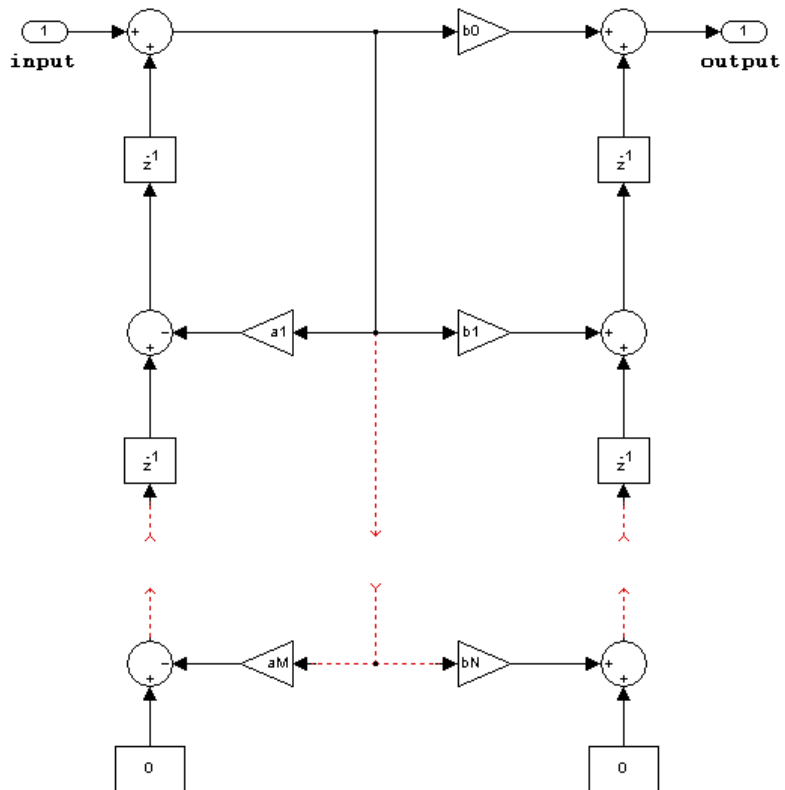 1 + + b0 + + 1
input output
z-1 z-1
- + a1 b1 + +
z-1 z-1
- + aM bN + +
0 0